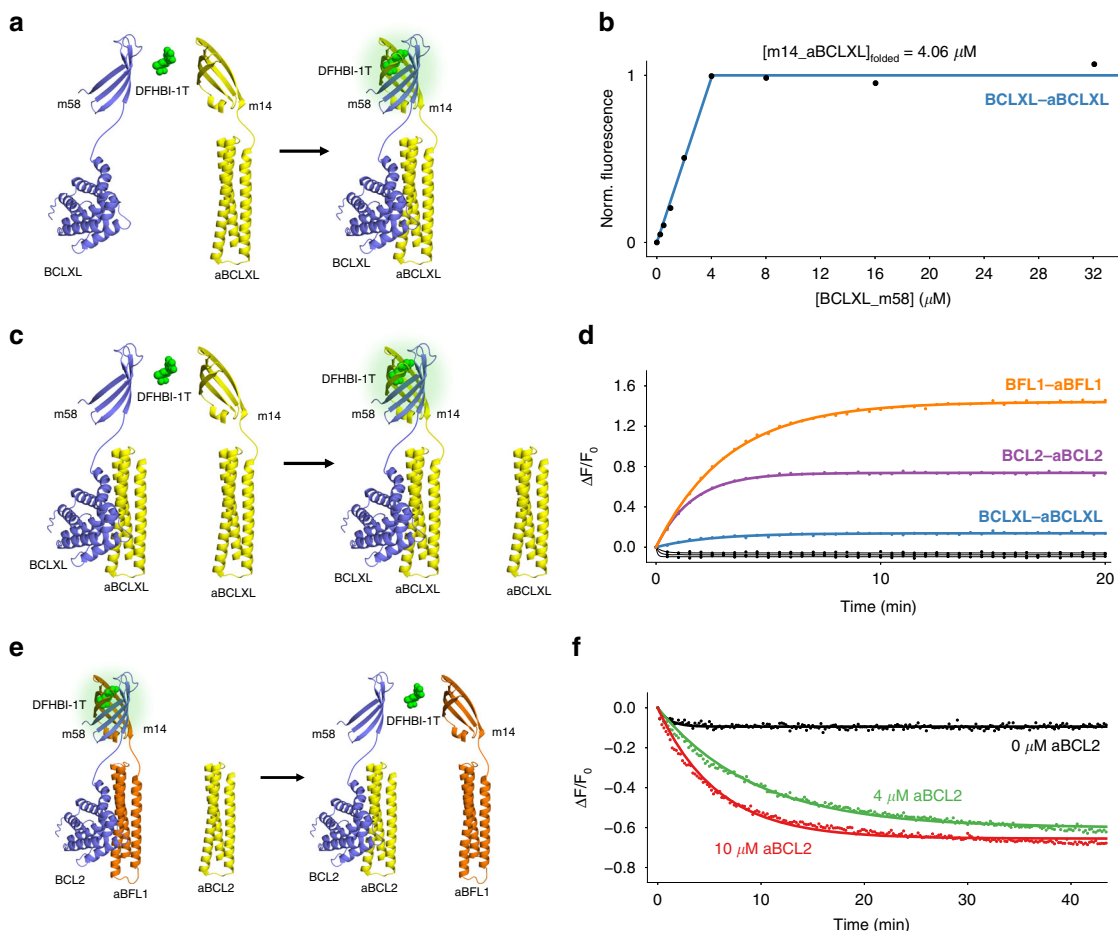 a
DFHBI-1T
m58
m14
BCLXL
aBCLXL
DFHBI-1T
m58
m14
BCLXL
aBCLXL
b
[m14_aBCLXL]folded = 4.06 μM
BCLXL–aBCLXL
Norm. fluorescence
1
0
0 4 8 12 16 20 24 28 32
[BCLXL_m58] (μM)
c
DFHBI-1T
m58
m14
BCLXL
aBCLXL
aBCLXL
DFHBI-1T
m58
m14
BCLXL
aBCLXL
aBCLXL
d
BFL1–aBFL1
BCL2–aBCL2
BCLXL–aBCLXL
ΔF/F0
1.6
1.2
0.8
0.4
0.0
0 10 20
Time (min)
e
DFHBI-1T
m58
m14
BCL2
aBFL1
aBCL2
DFHBI-1T
m58
m14
BCL2
aBCL2
aBFL1
f
0.0
−0.2
−0.4
−0.6
−0.8
ΔF/F0
0 μM aBCL2
4 μM aBCL2
10 μM aBCL2
0 10 20 30 40
Time (min)